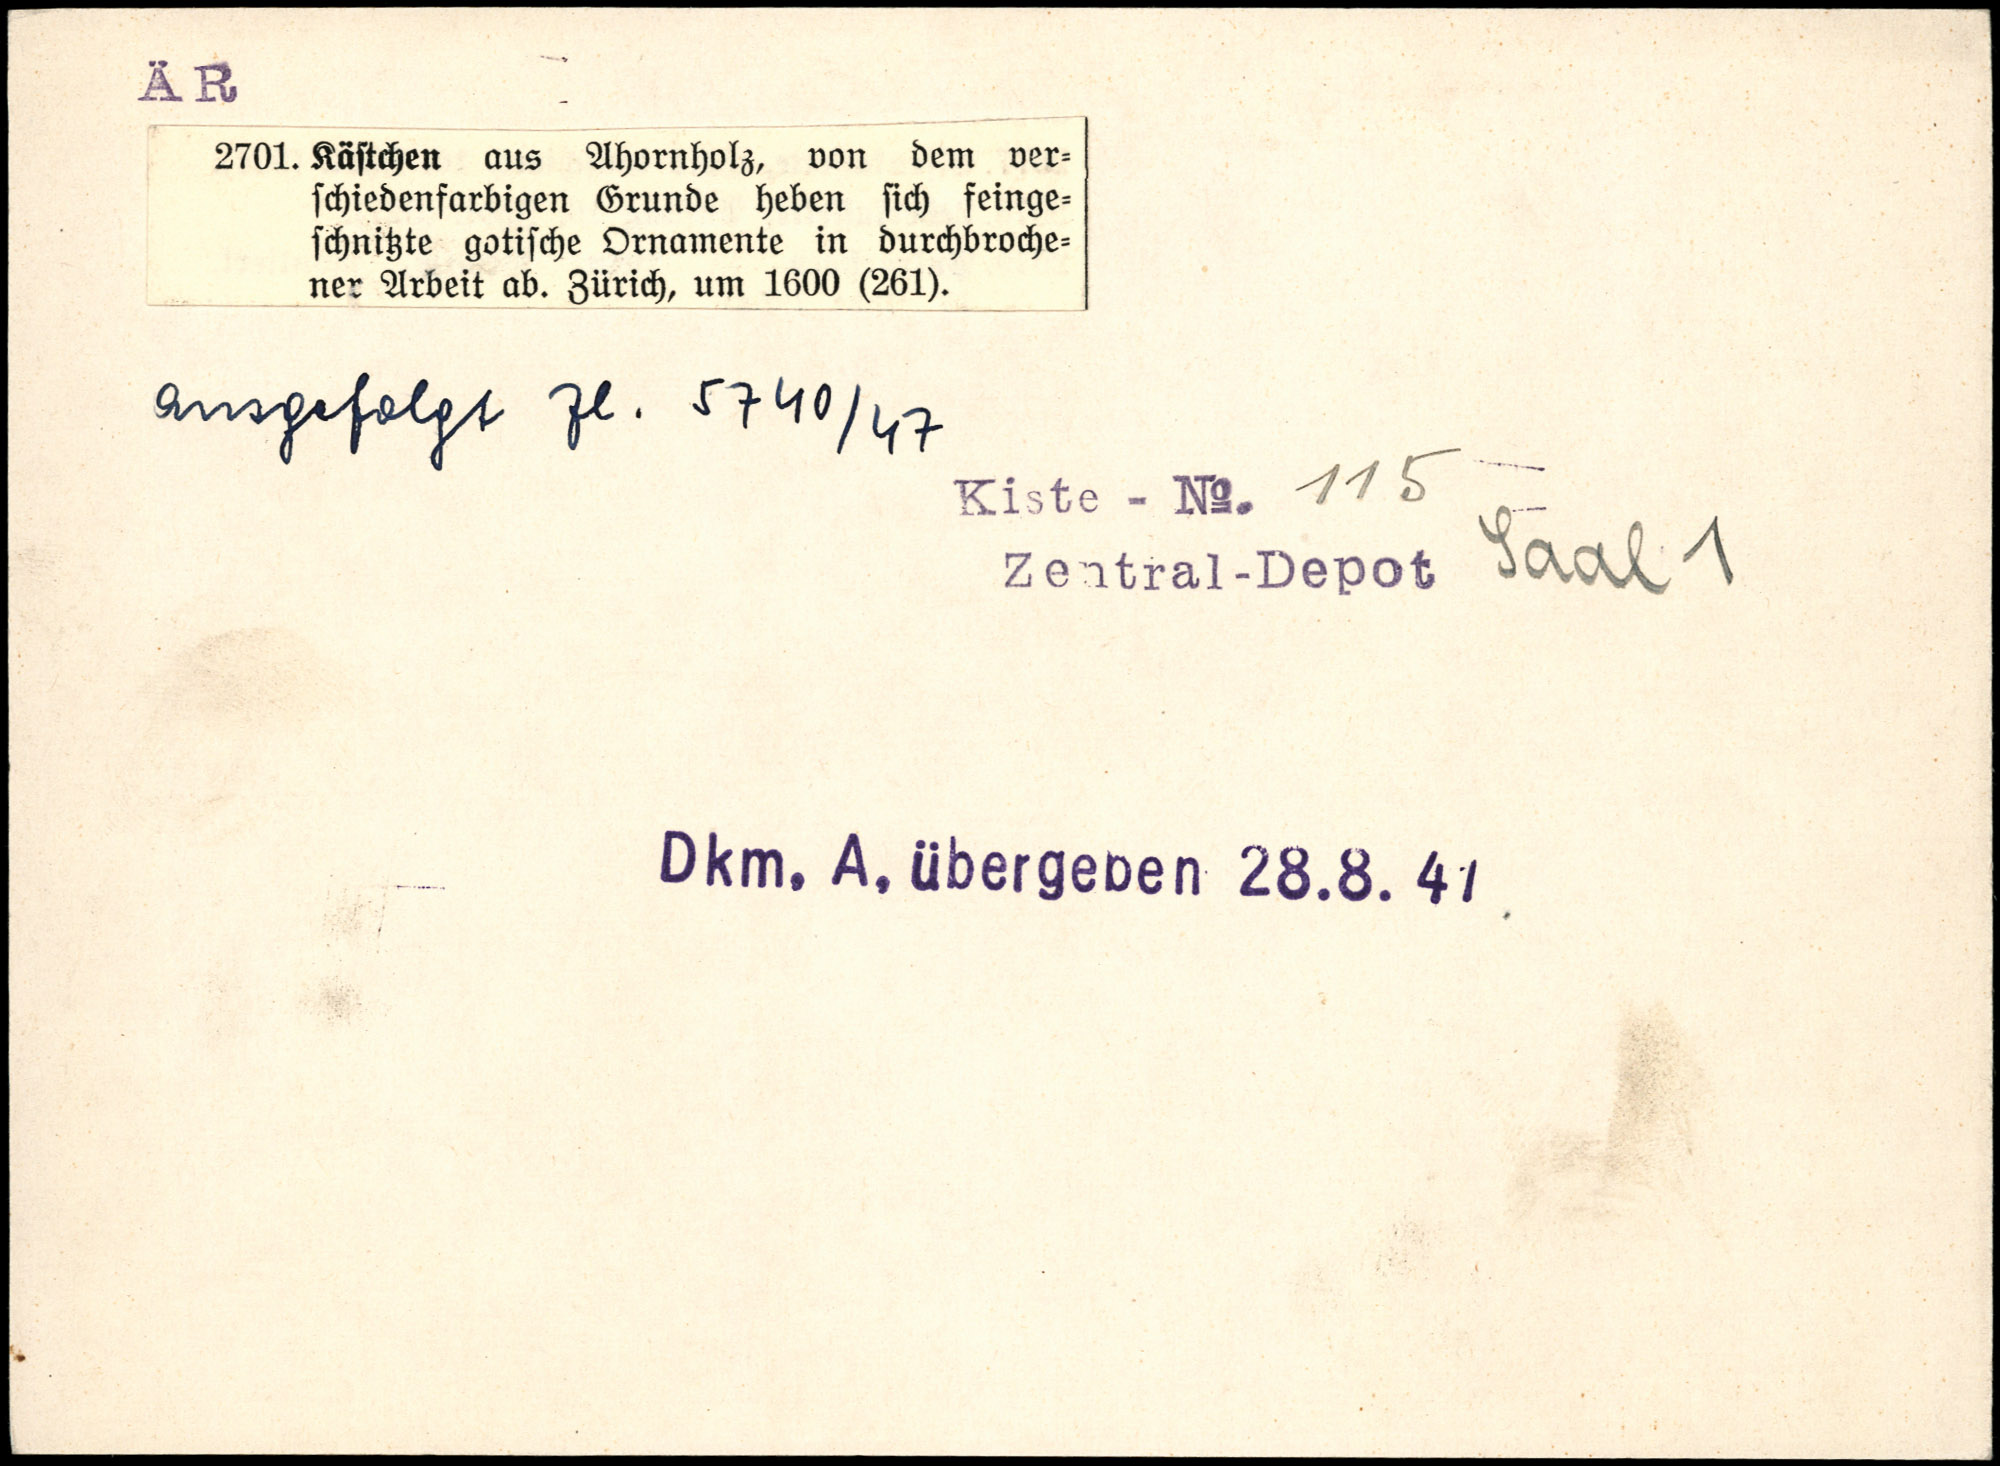 ÄR
2701. Kästchen aus Ahornholz, von dem ver-
schiedenfarbigen Grunde heben sich feinge-
schnitzte gotische Ornamente in durchbroche-
ner Arbeit ab. Zürich, um 1600 (261).
ausgefolgt Zl. 5740/47
Kiste - №. 115
Zentral-Depot Saal 1
Dkm. A. übergeben 28.8. 41